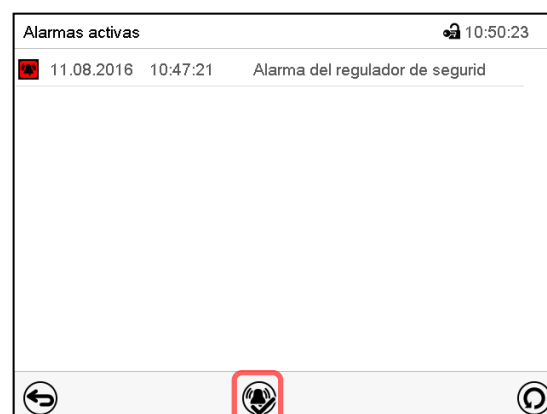 Alarmas activas 10:50:23
11.08.2016 10:47:21 Alarma del regulador de segurid